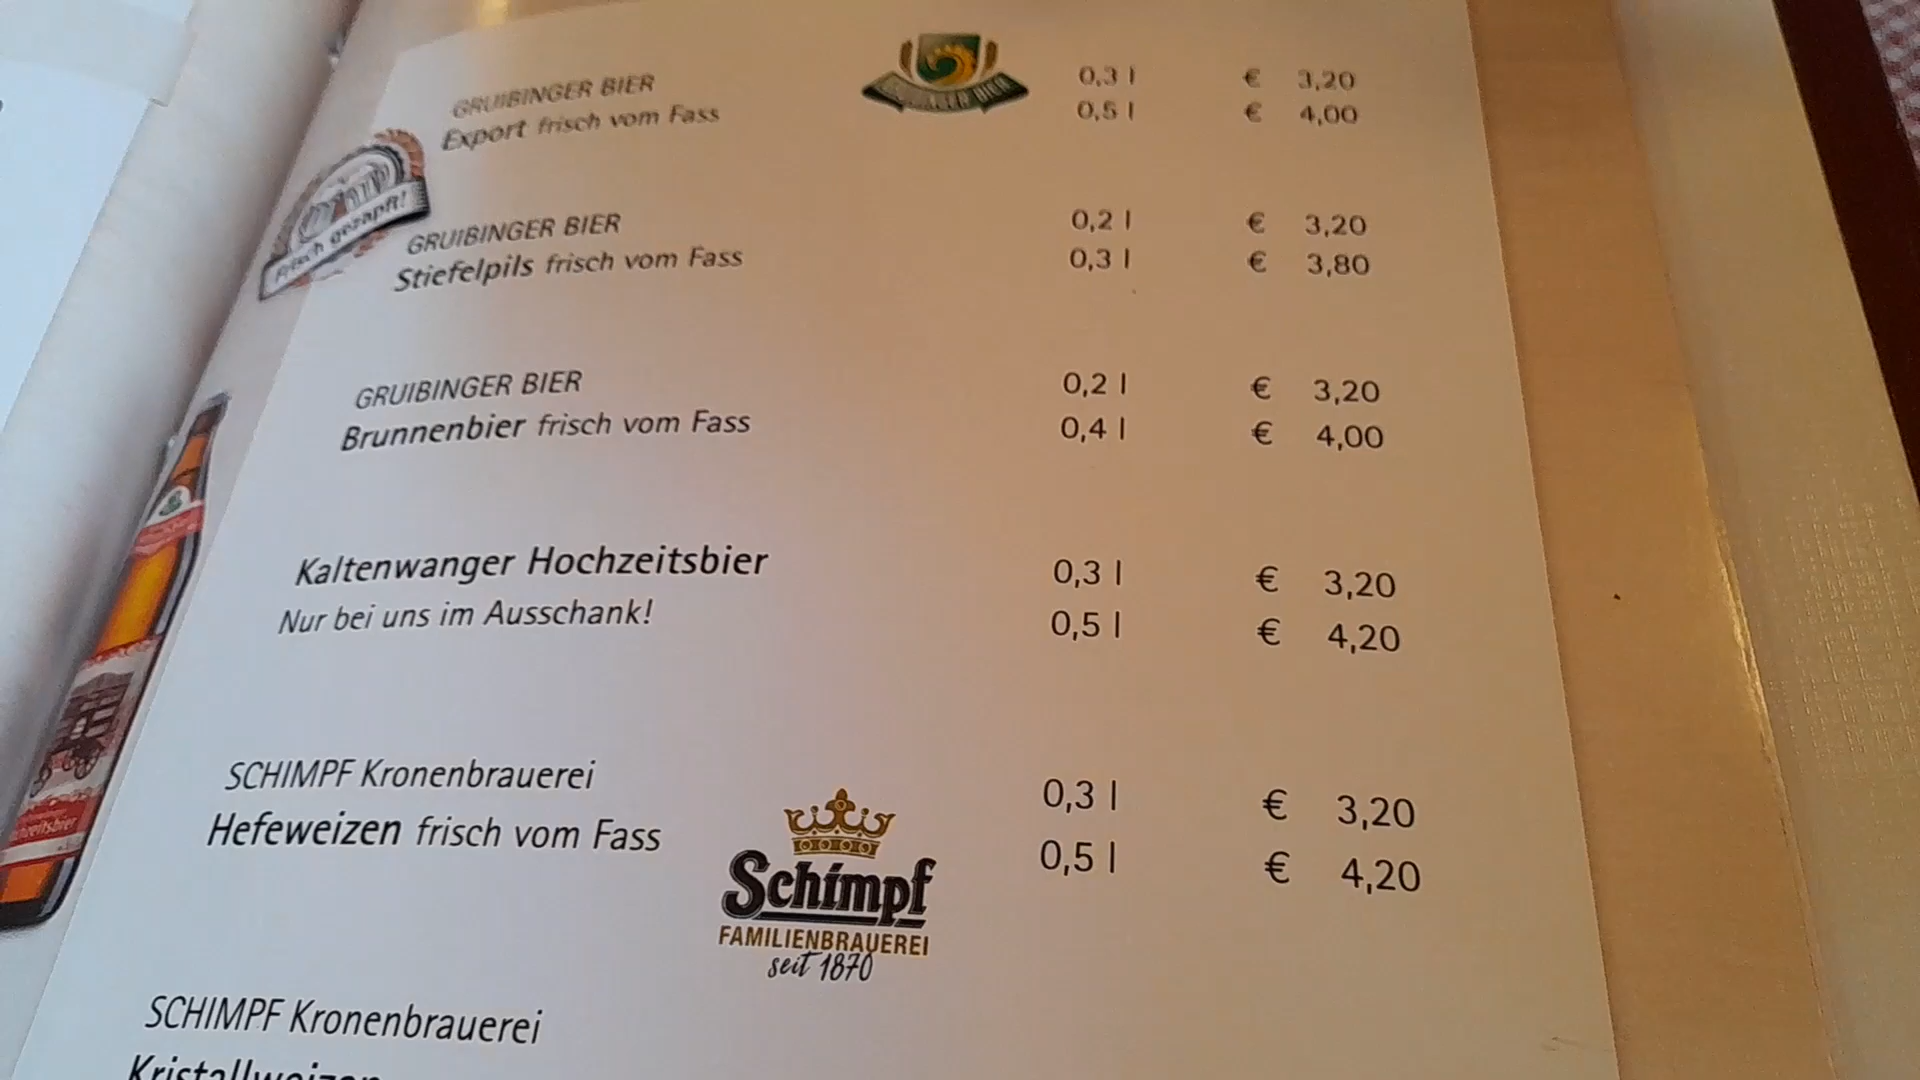 GRUIBINGER BIER 0,3 l € 3,20
Export frisch vom Fass 0,5 l € 4,00
Frisch gezapft!
GRUIBINGER BIER 0,2 l € 3,20
Stiefelpils frisch vom Fass 0,3 l € 3,80
GRUIBINGER BIER 0,2 l € 3,20
Brunnenbier frisch vom Fass 0,4 l € 4,00
Kaltenwanger Hochzeitsbier 0,3 l € 3,20
Nur bei uns im Ausschank! 0,5 l € 4,20
SCHIMPF Kronenbrauerei 0,3 l € 3,20
Hefeweizen frisch vom Fass 0,5 l € 4,20
Schimpf
FAMILIENBRAUEREI
seit 1870
SCHIMPF Kronenbrauerei
Kristallweizen